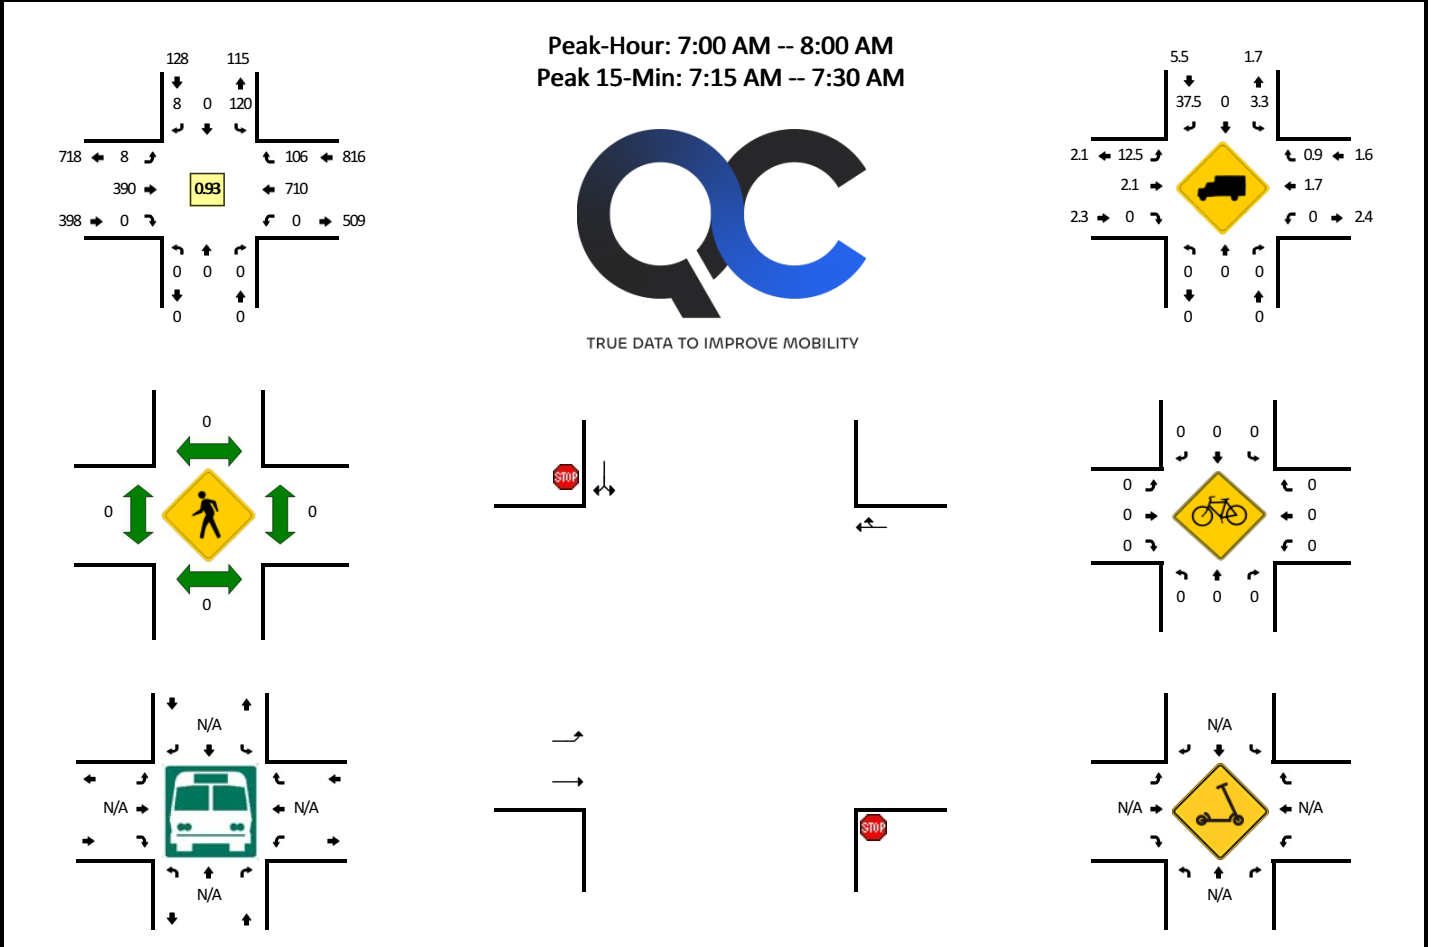 Peak-Hour: 7:00 AM -- 8:00 AM
Peak 15-Min: 7:15 AM -- 7:30 AM
128 115
8 0 120
718 8 106 816
390 0.93 710
398 0 0 509
0 0 0
0 0
QC
TRUE DATA TO IMPROVE MOBILITY
5.5 1.7
37.5 0 3.3
2.1 12.5 0.9 1.6
2.1 1.7
2.3 0 0 2.4
0 0 0
0 0
0
0 0
0
STOP
STOP
0 0 0
0 0
0 0
0 0
0 0 0
N/A
N/A N/A
N/A
N/A
N/A N/A
N/A